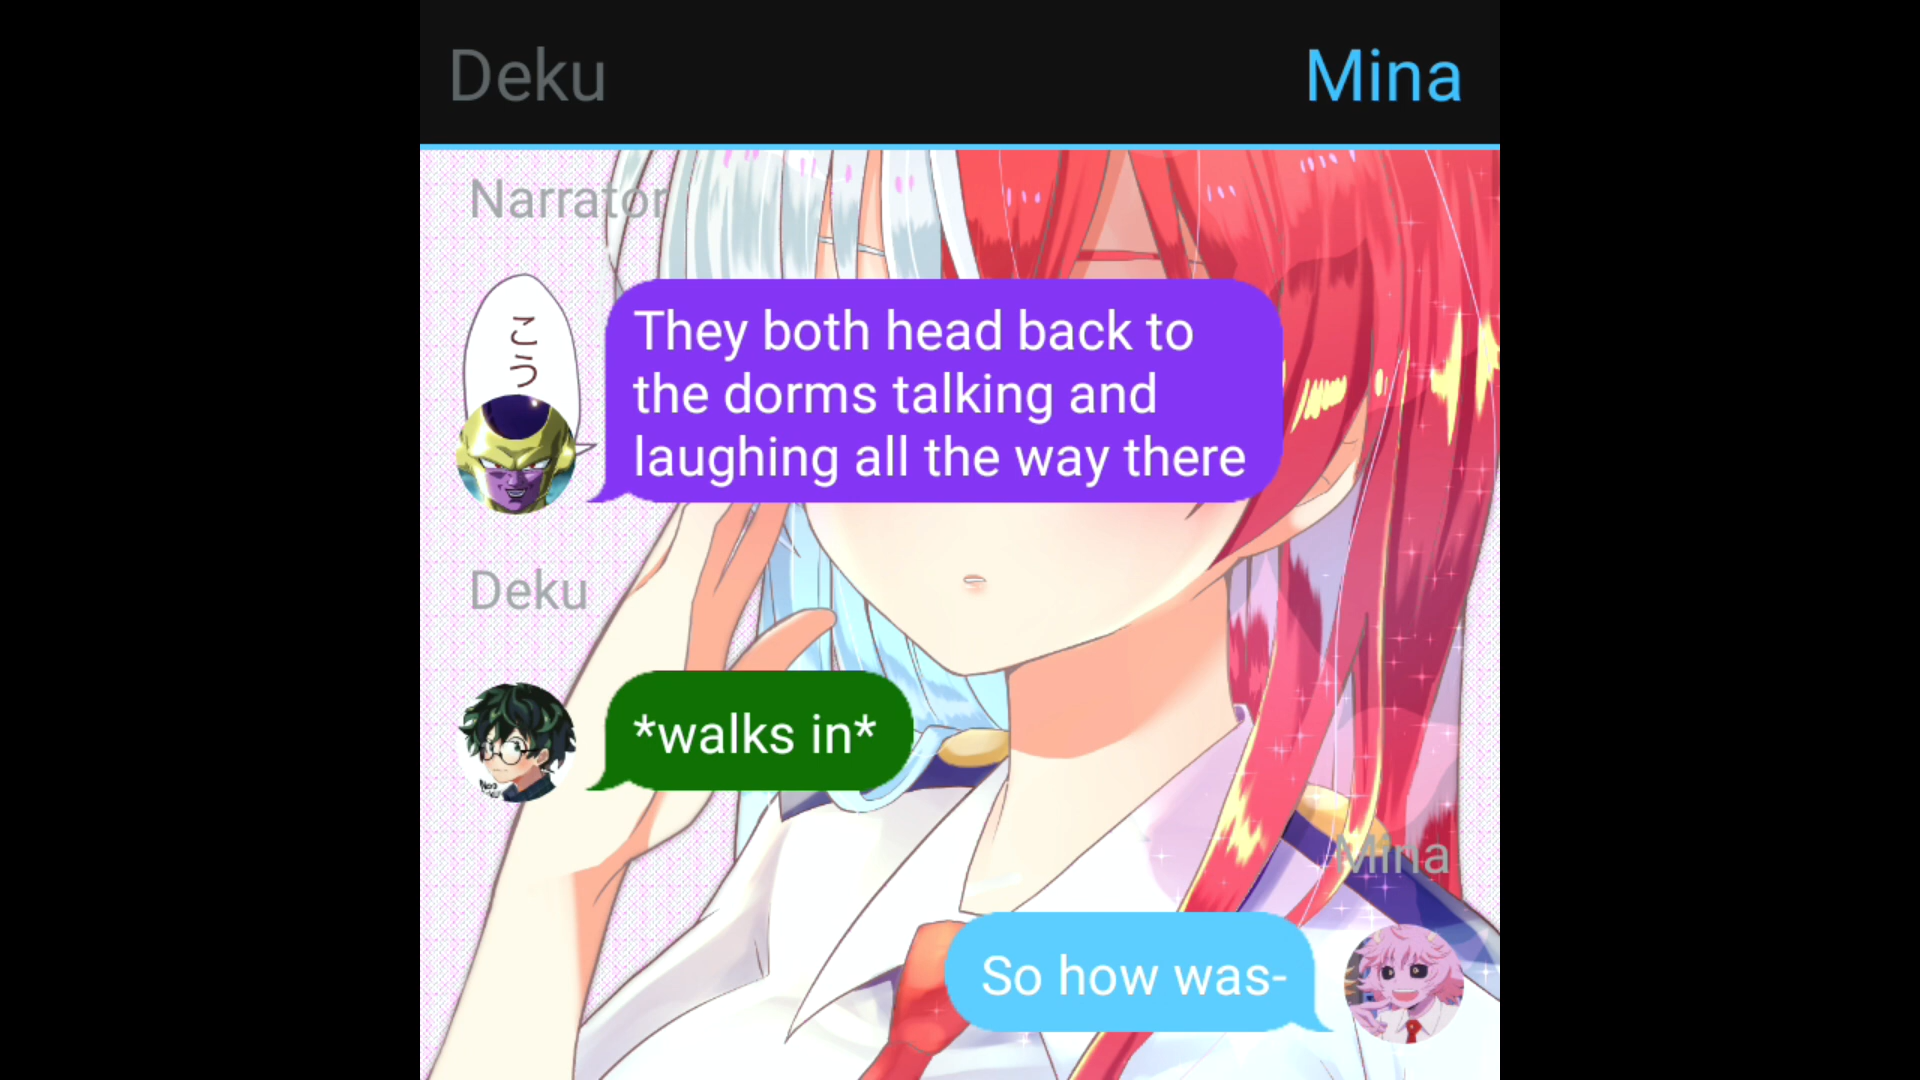 Deku
Mina
Narrator
こう
They both head back to
the dorms talking and
laughing all the way there
Deku
*walks in*
Mina
So how was-